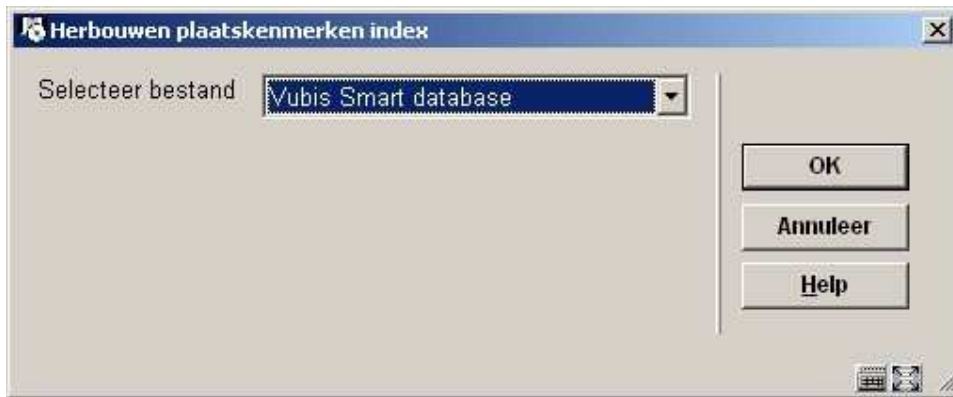 Herbouwen plaatskenmerken index
Selecteer bestand
Vubis Smart database
OK
Annuleer
Help